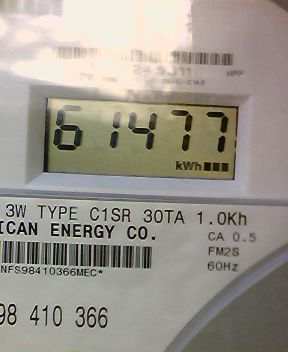 61477
kWh
3W TYPE C1SR 30TA 1.0Kh
ICAN ENERGY CO.
CA 0.5
FM2S
60Hz
NFS98410366MEC*
98 410 366